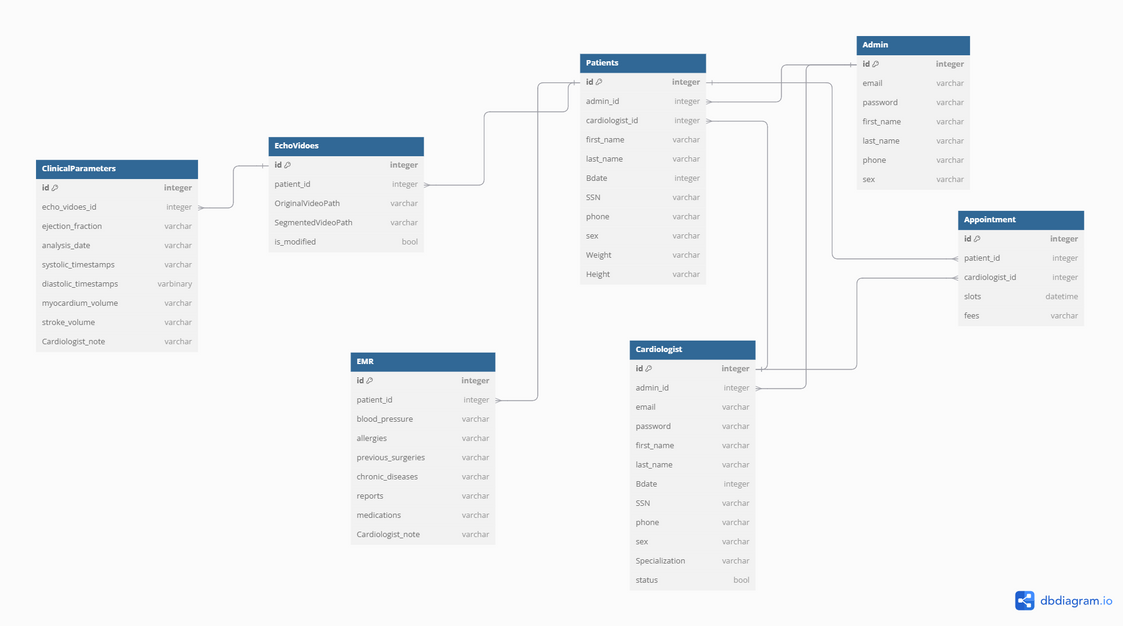 ClinicalParameters
id integer
echo_vidoes_id integer
ejection_fraction varchar
analysis_date varchar
systolic_timestamps varchar
diastolic_timestamps varbinary
myocardium_volume varchar
stroke_volume varchar
Cardiologist_note varchar
EchoVidoes
id integer
patient_id integer
OriginalVideoPath varchar
SegmentedVideoPath varchar
is_modified bool
EMR
id integer
patient_id integer
blood_pressure varchar
allergies varchar
previous_surgeries varchar
chronic_diseases varchar
reports varchar
medications varchar
Cardiologist_note varchar
Patients
id integer
admin_id integer
cardiologist_id integer
first_name varchar
last_name varchar
Bdate integer
SSN varchar
phone varchar
sex varchar
Weight varchar
Height varchar
Cardiologist
id integer
admin_id integer
email varchar
password varchar
first_name varchar
last_name varchar
Bdate integer
SSN varchar
phone varchar
sex varchar
Specialization varchar
status bool
Admin
id integer
email varchar
password varchar
first_name varchar
last_name varchar
phone varchar
sex varchar
Appointment
id integer
patient_id integer
cardiologist_id integer
slots datetime
fees varchar
dbdiagram.io